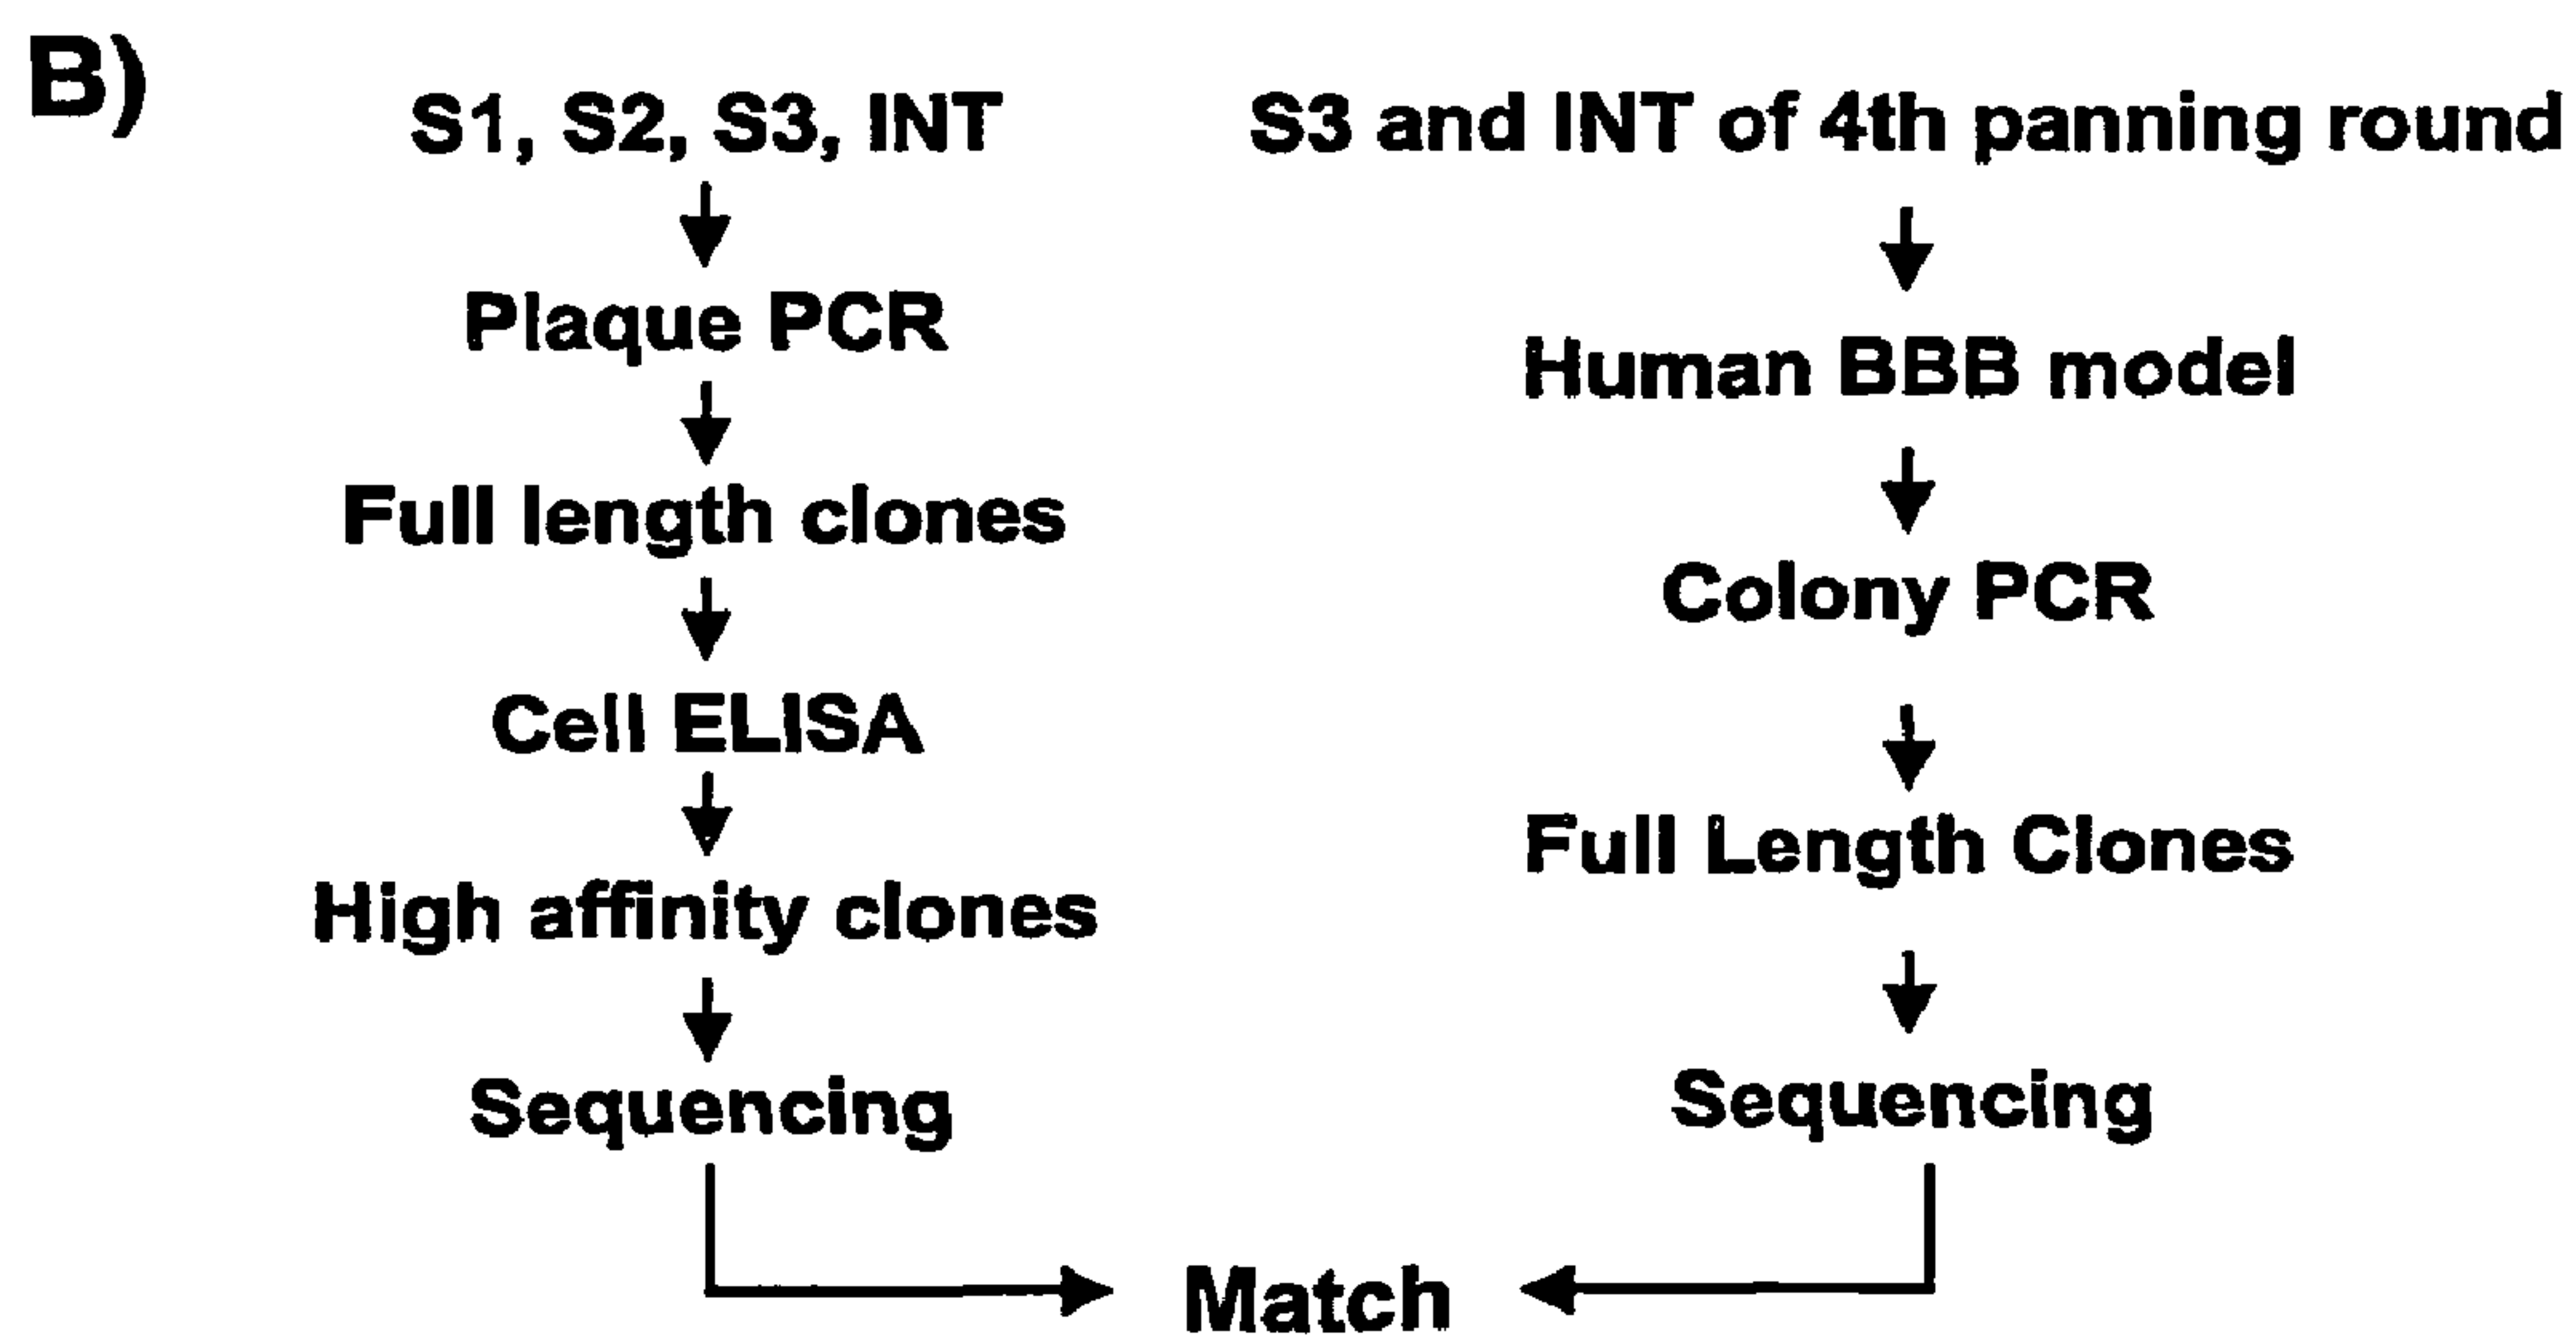 B)
S1, S2, S3, INT
Plaque PCR
Full length clones
Cell ELISA
High affinity clones
Sequencing
S3 and INT of 4th panning round
Human BBB model
Colony PCR
Full Length Clones
Sequencing
Match